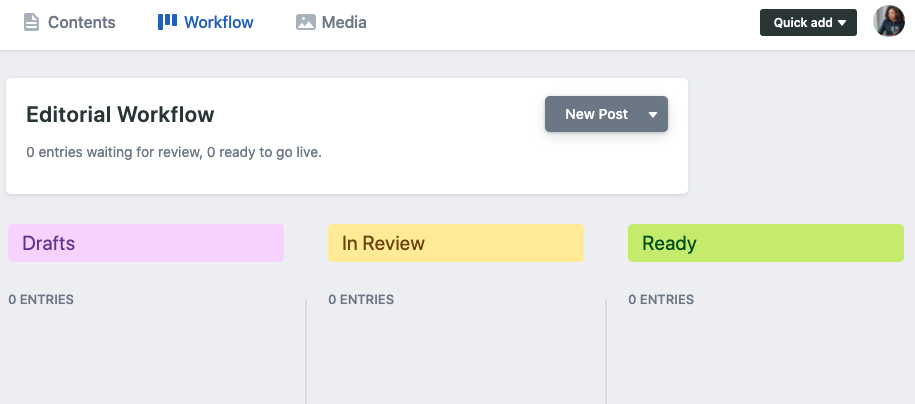 Contents
Workflow
Media
Quick add
Editorial Workflow
New Post
0 entries waiting for review, 0 ready to go live.
Drafts
In Review
Ready
0 ENTRIES
0 ENTRIES
0 ENTRIES